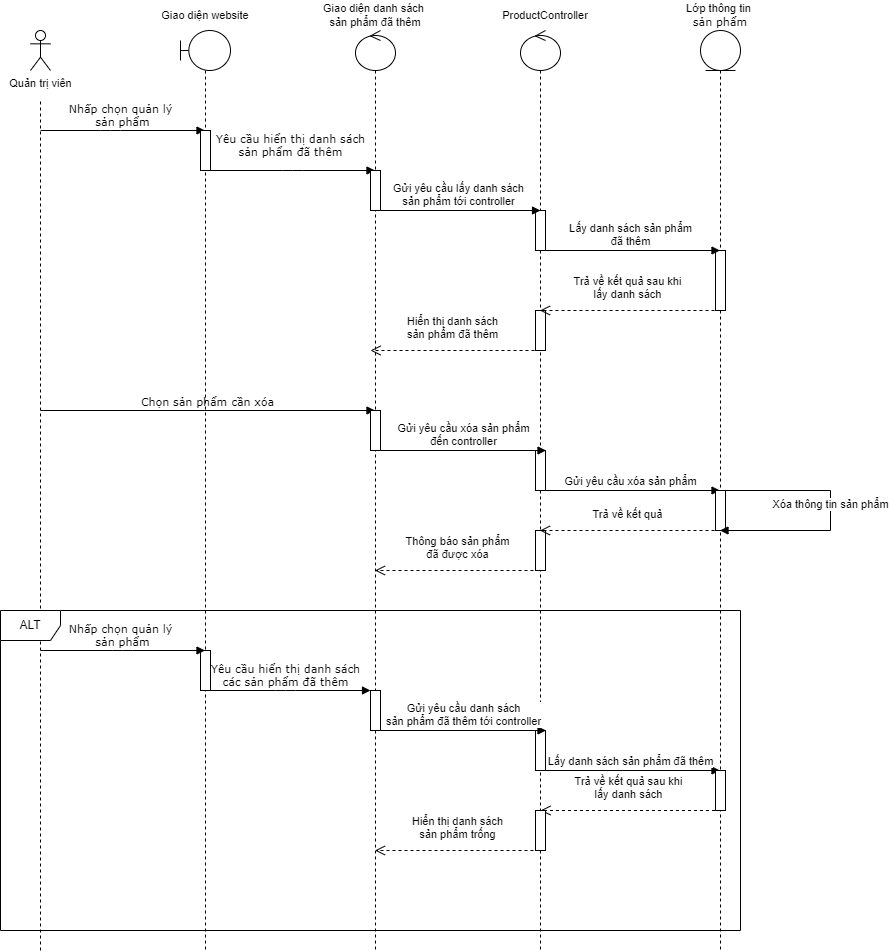 Giao diện website
Giao diện danh sách
sản phẩm đã thêm
ProductController
Lớp thông tin
sản phẩm
Quản trị viên
Nhấp chọn quản lý
sản phẩm
Yêu cầu hiển thị danh sách
sản phẩm đã thêm
Gửi yêu cầu lấy danh sách
sản phẩm tới controller
Lấy danh sách sản phẩm
đã thêm
Trả về kết quả sau khi
lấy danh sách
Hiển thị danh sách
sản phẩm đã thêm
Chọn sản phẩm cần xóa
Gửi yêu cầu xóa sản phẩm
đến controller
Gửi yêu cầu xóa sản phẩm
Xóa thông tin sản phẩm
Trả về kết quả
Thông báo sản phẩm
đã được xóa
ALT
Nhấp chọn quản lý
sản phẩm
Yêu cầu hiển thị danh sách
các sản phẩm đã thêm
Gửi yêu cầu danh sách
sản phẩm đã thêm tới controller
Lấy danh sách sản phẩm đã thêm
Trả về kết quả sau khi
lấy danh sách
Hiển thị danh sách
sản phẩm trống